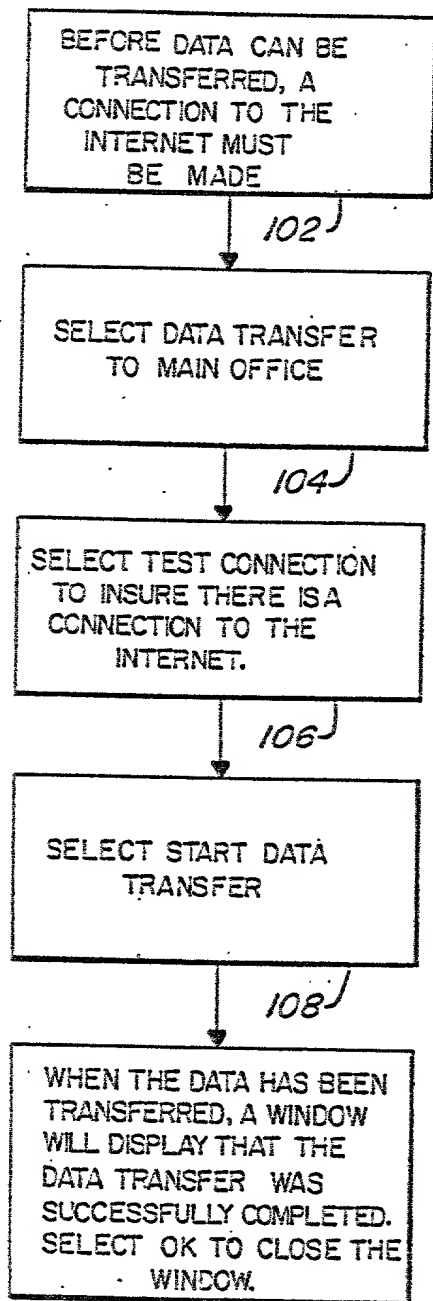 BEFORE DATA CAN BE
TRANSFERRED, A
CONNECTION TO THE
INTERNET MUST
BE MADE
102
SELECT DATA TRANSFER
TO MAIN OFFICE
104
SELECT TEST CONNECTION
TO INSURE THERE IS A
CONNECTION TO THE
INTERNET.
106
SELECT START DATA
TRANSFER
108
WHEN THE DATA HAS BEEN
TRANSFERRED, A WINDOW
WILL DISPLAY THAT THE
DATA TRANSFER WAS
SUCCESSFULLY COMPLETED.
SELECT OK TO CLOSE THE
WINDOW.